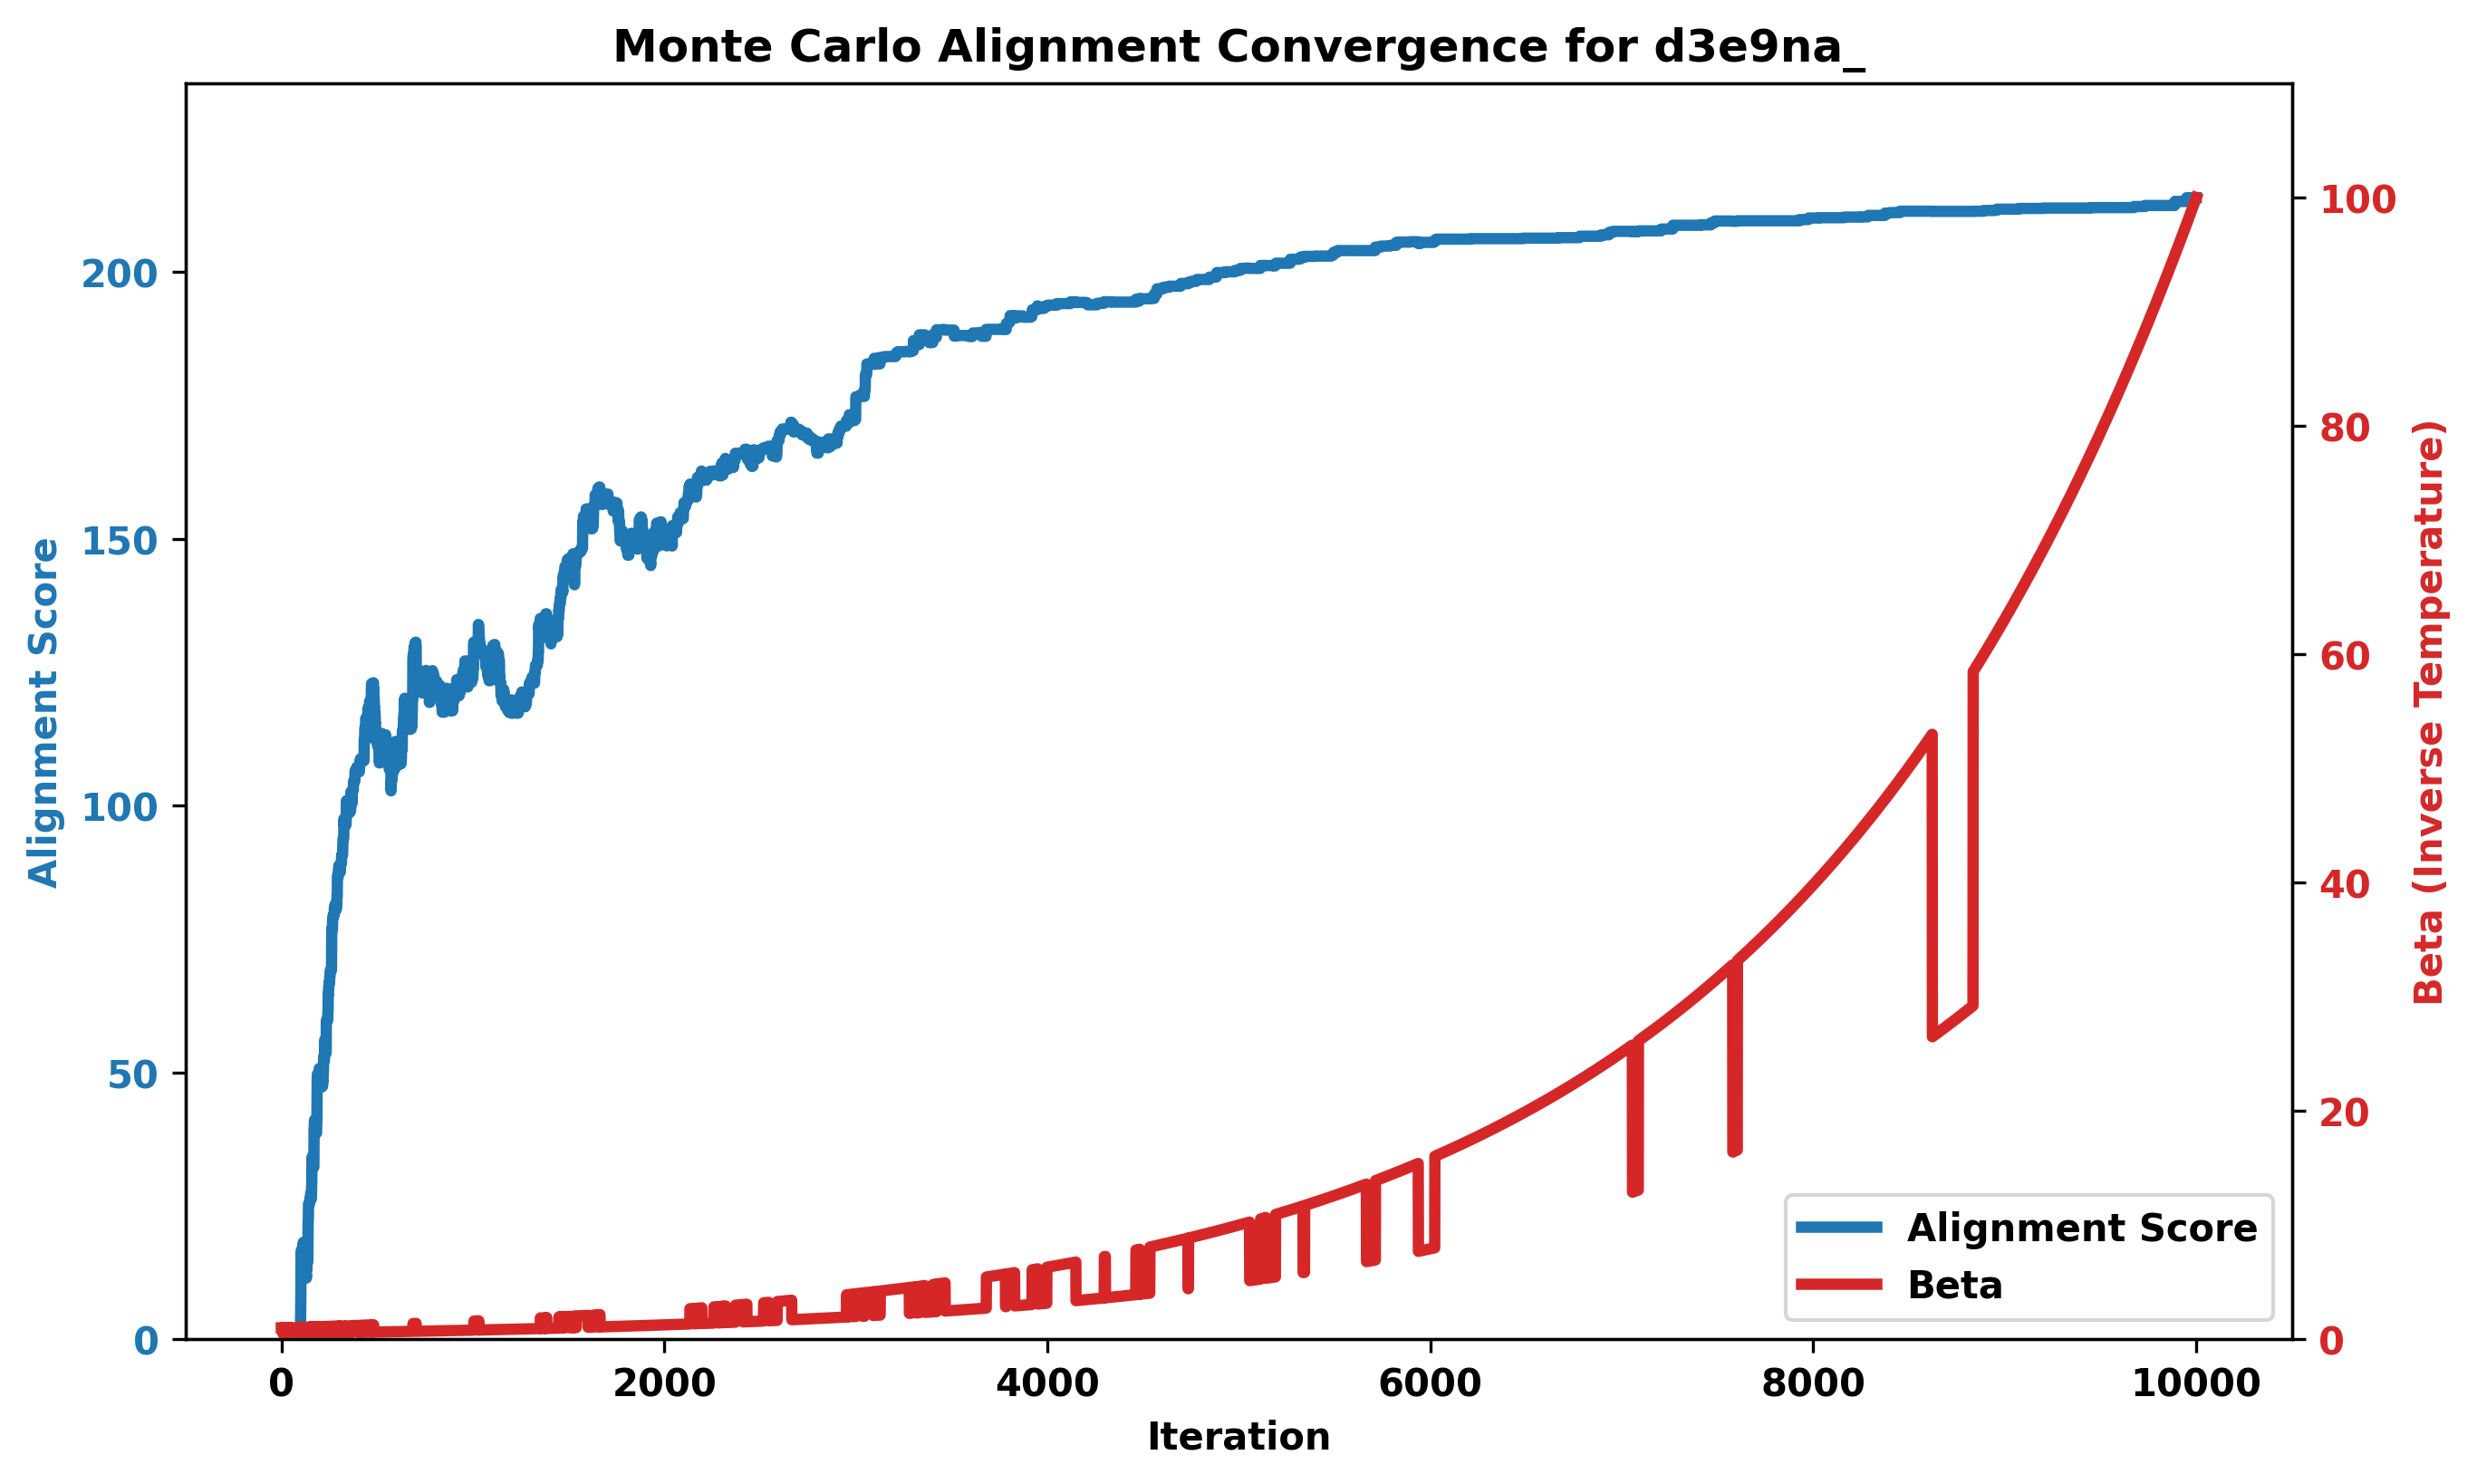 Monte Carlo Alignment Convergence for d3e9na_
Alignment Score
200
150
100
50
0
0
2000
4000
6000
8000
10000
Iteration
100
80
60
40
20
0
Beta (Inverse Temperature)
Alignment Score
Beta